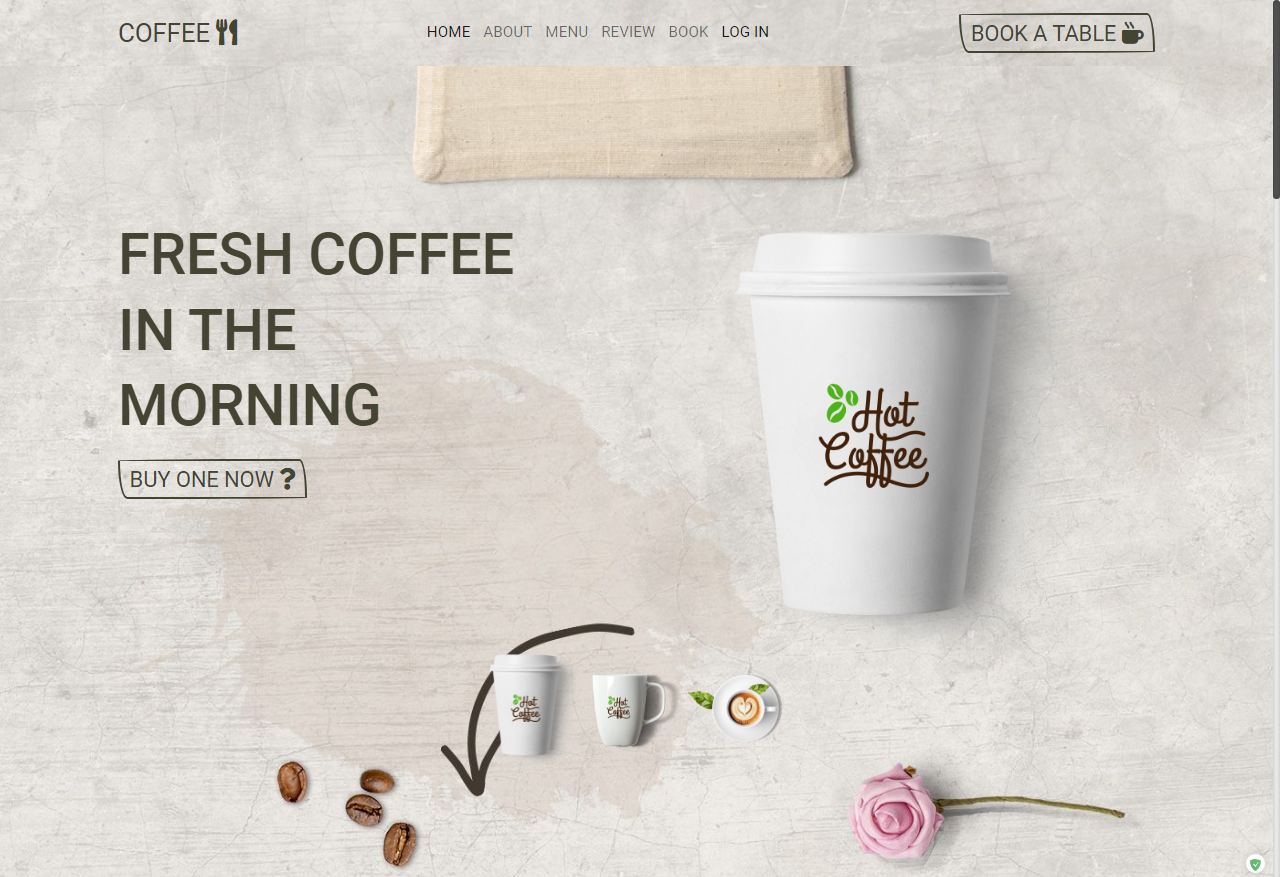 COFFEE
HOME ABOUT MENU REVIEW BOOK LOG IN
BOOK A TABLE
FRESH COFFEE
IN THE
MORNING
BUY ONE NOW ?
Hot
Coffee
Hot
Coffee
Hot
Coffee